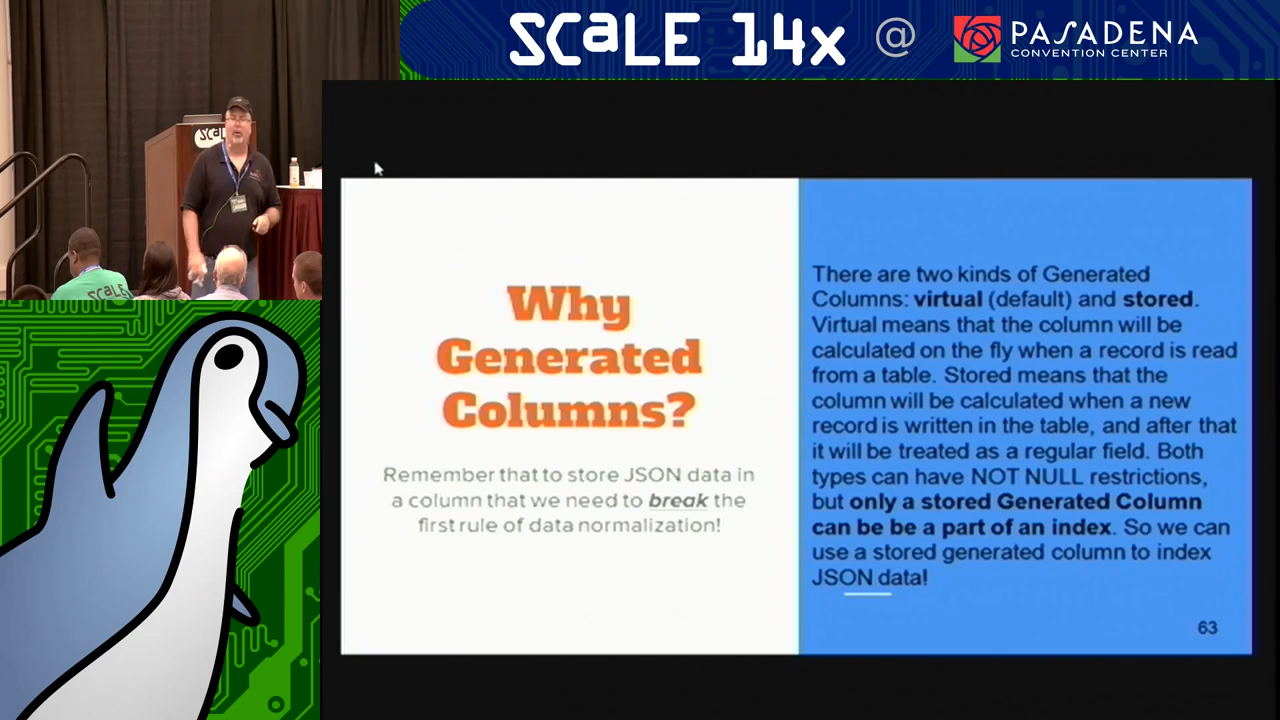 SCaLE 14x @ PASADENA
CONVENTION CENTER
SCaL
SCaLE
Why
Generated
Columns?
Remember that to store JSON data in
a column that we need to break the
first rule of data normalization!
There are two kinds of Generated
Columns: virtual (default) and stored.
Virtual means that the column will be
calculated on the fly when a record is read
from a table. Stored means that the
column will be calculated when a new
record is written in the table, and after that
it will be treated as a regular field. Both
types can have NOT NULL restrictions,
but only a stored Generated Column
can be be a part of an index. So we can
use a stored generated column to index
JSON data!
63